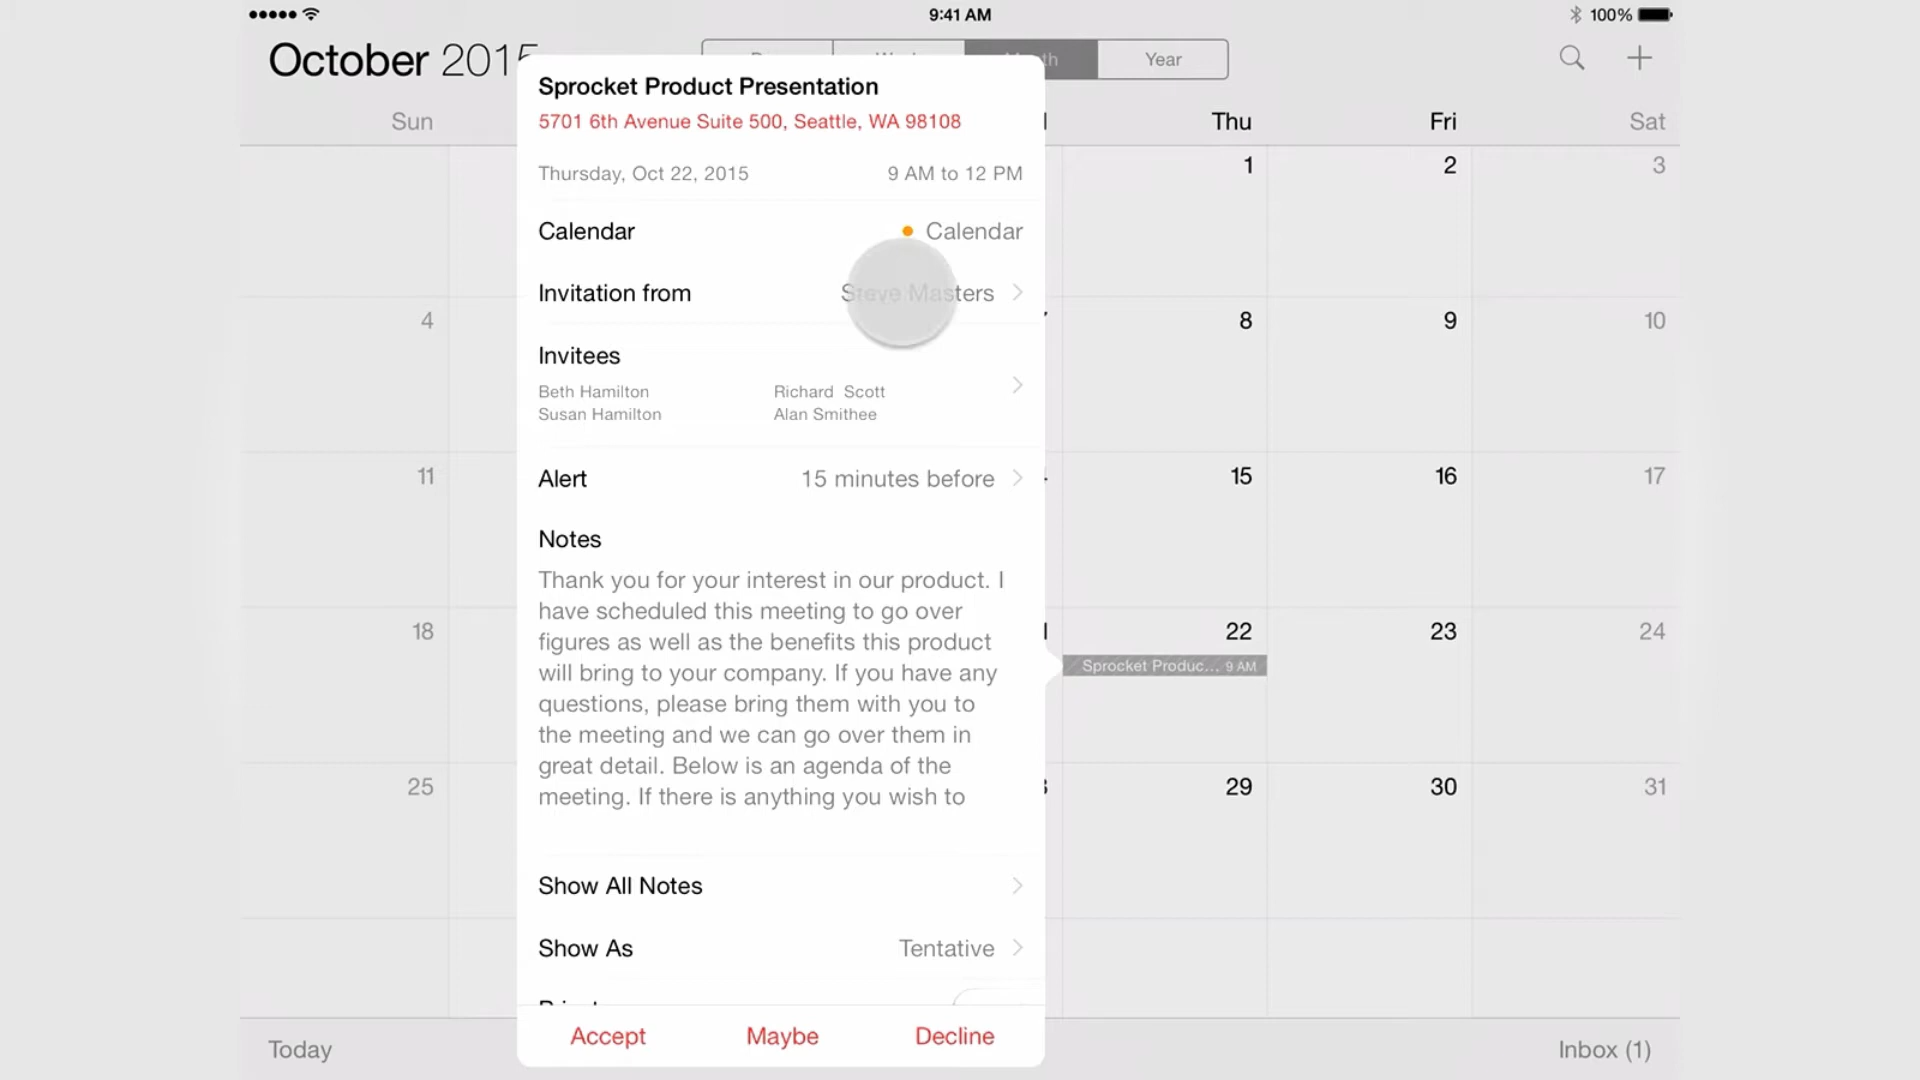 9:41 AM
100%
October 2015
Year
Sprocket Product Presentation
5701 6th Avenue Suite 500, Seattle, WA 98108
Thursday, Oct 22, 2015 9 AM to 12 PM
Calendar Calendar
Invitation from Steve Masters
Invitees
Beth Hamilton Richard Scott
Susan Hamilton Alan Smithee
Alert 15 minutes before
Notes
Thank you for your interest in our product. I
have scheduled this meeting to go over
figures as well as the benefits this product
will bring to your company. If you have any
questions, please bring them with you to
the meeting and we can go over them in
great detail. Below is an agenda of the
meeting. If there is anything you wish to
Show All Notes
Show As Tentative
Accept Maybe Decline
Sun Thu Fri Sat
1 2 3
4 8 9 10
11 15 16 17
18 22 23 24
Sprocket Produc... 9 AM
25 29 30 31
Today Inbox (1)